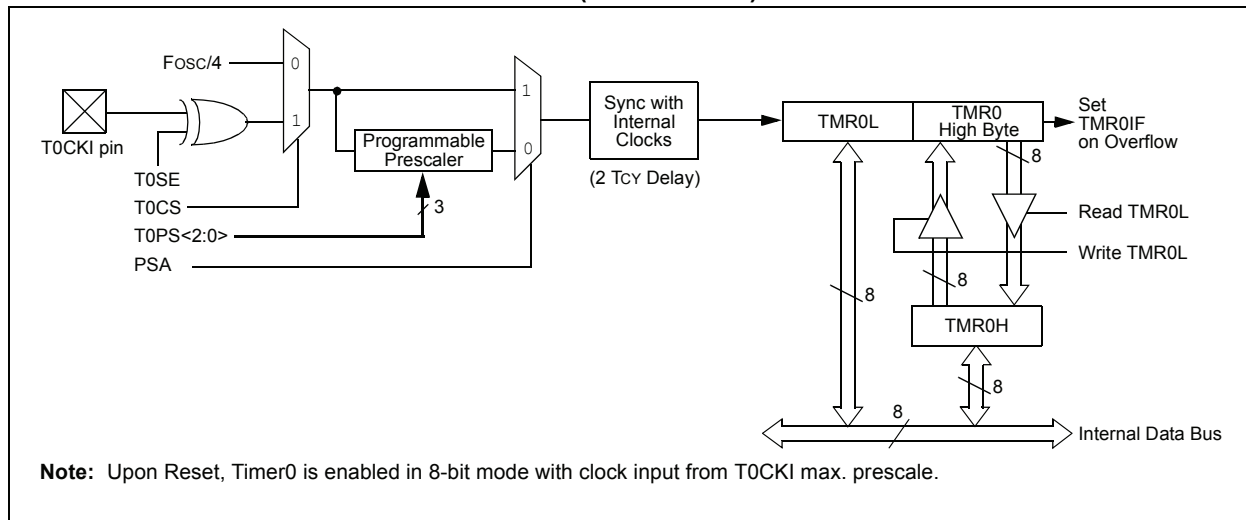 Fosc/4
0
1
T0CKI pin
T0SE
T0CS
T0PS<2:0>
PSA
Programmable
Prescaler
3
1
0
Sync with
Internal
Clocks
(2 TCY Delay)
TMR0L
TMR0
High Byte
Set
TMR0IF
on Overflow
8
Read TMR0L
Write TMR0L
8
8
TMR0H
8
8
Internal Data Bus
Note: Upon Reset, Timer0 is enabled in 8-bit mode with clock input from T0CKI max. prescale.